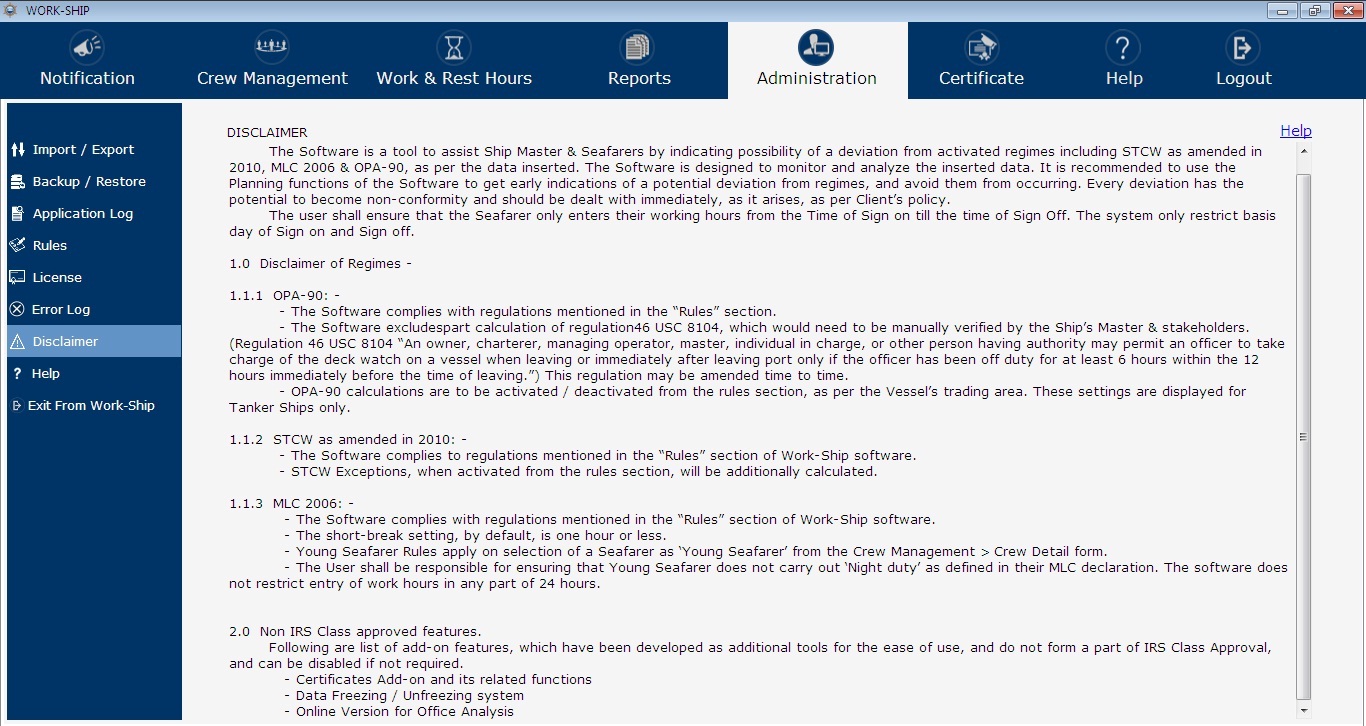 WORK-SHIP
Notification
Crew Management
Work & Rest Hours
Reports
Administration
Certificate
Help
Logout
Import / Export
Backup / Restore
Application Log
Rules
License
Error Log
Disclaimer
Help
Exit From Work-Ship
Help
DISCLAIMER
The Software is a tool to assist Ship Master & Seafarers by indicating possibility of a deviation from activated regimes including STCW as amended in
2010, MLC 2006 & OPA-90, as per the data inserted. The Software is designed to monitor and analyze the inserted data. It is recommended to use the
Planning functions of the Software to get early indications of a potential deviation from regimes, and avoid them from occurring. Every deviation has the
potential to become non-conformity and should be dealt with immediately, as it arises, as per Client’s policy.
The user shall ensure that the Seafarer only enters their working hours from the Time of Sign on till the time of Sign Off. The system only restrict basis
day of Sign on and Sign off.
1.0 Disclaimer of Regimes -
1.1.1 OPA-90: -
- The Software complies with regulations mentioned in the “Rules” section.
- The Software excludespart calculation of regulation46 USC 8104, which would need to be manually verified by the Ship’s Master & stakeholders.
(Regulation 46 USC 8104 “An owner, charterer, managing operator, master, individual in charge, or other person having authority may permit an officer to take
charge of the deck watch on a vessel when leaving or immediately after leaving port only if the officer has been off duty for at least 6 hours within the 12
hours immediately before the time of leaving.”) This regulation may be amended time to time.
- OPA-90 calculations are to be activated / deactivated from the rules section, as per the Vessel’s trading area. These settings are displayed for
Tanker Ships only.
1.1.2 STCW as amended in 2010: -
- The Software complies to regulations mentioned in the “Rules” section of Work-Ship software.
- STCW Exceptions, when activated from the rules section, will be additionally calculated.
1.1.3 MLC 2006: -
- The Software complies with regulations mentioned in the “Rules” section of Work-Ship software.
- The short-break setting, by default, is one hour or less.
- Young Seafarer Rules apply on selection of a Seafarer as ‘Young Seafarer’ from the Crew Management > Crew Detail form.
- The User shall be responsible for ensuring that Young Seafarer does not carry out ‘Night duty’ as defined in their MLC declaration. The software does
not restrict entry of work hours in any part of 24 hours.
2.0 Non IRS Class approved features.
Following are list of add-on features, which have been developed as additional tools for the ease of use, and do not form a part of IRS Class Approval,
and can be disabled if not required.
- Certificates Add-on and its related functions
- Data Freezing / Unfreezing system
- Online Version for Office Analysis